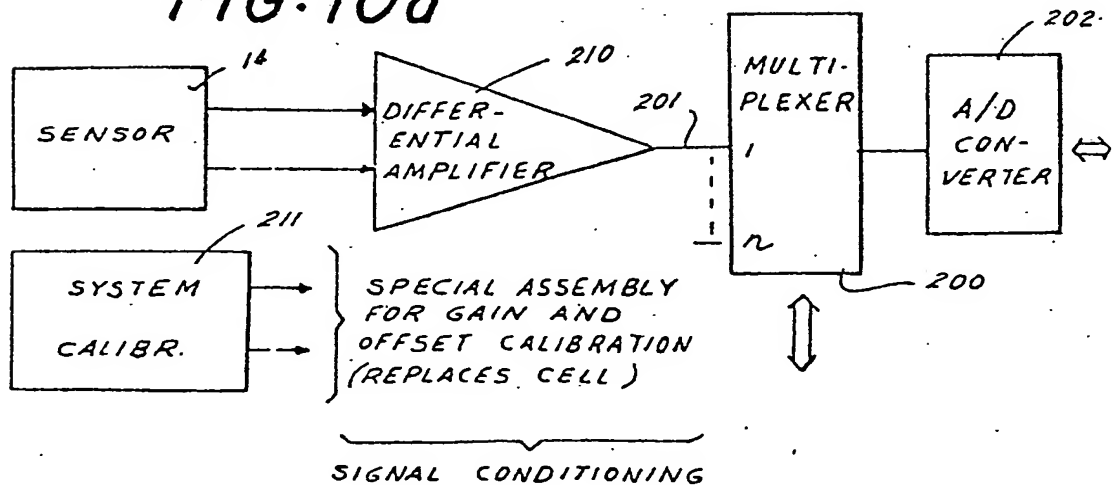 FIG. 10a
14
SENSOR
210
DIFFER-
ENTIAL
AMPLIFIER
201
MULTI-
PLEXER
1
n
200
202
A/D
CON-
VERTER
211
SYSTEM
CALIBR.
SPECIAL ASSEMBLY
FOR GAIN AND
OFFSET CALIBRATION
(REPLACES CELL)
SIGNAL CONDITIONING